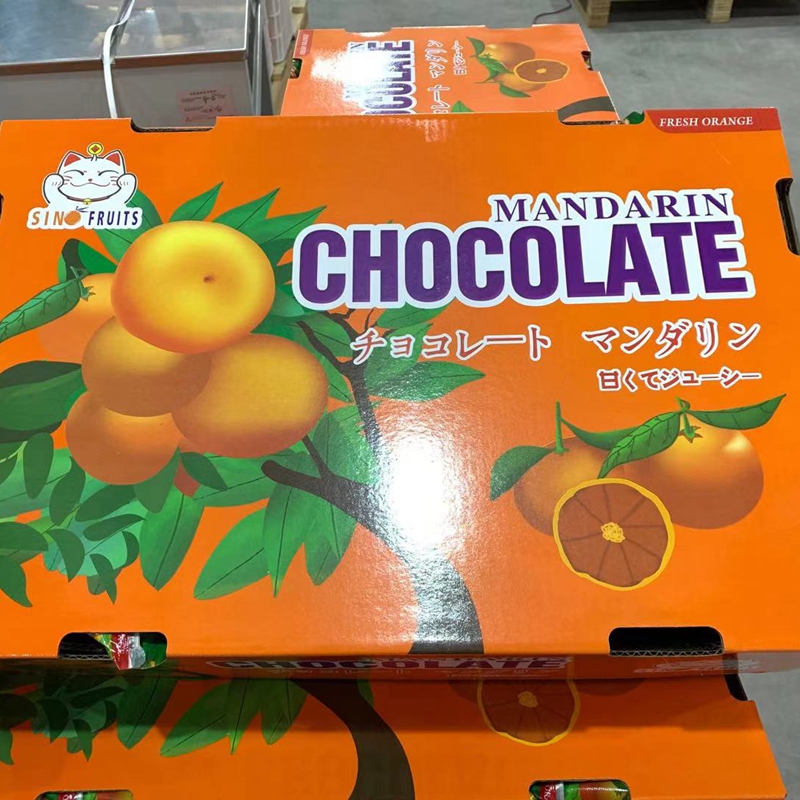 FRESH ORANGE
SINO FRUITS
MANDARIN
CHOCOLATE
チョコレート マンダリン
甘くてジューシー
CHOCOLATE